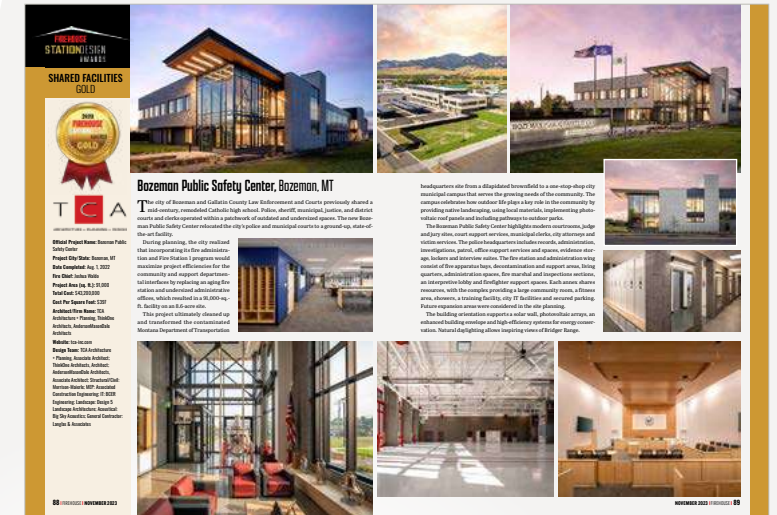 FIREHOUSE
STATIONDESIGN
AWARDS
SHARED FACILITIES
GOLD
2023
FIREHOUSE
GOLD
TCA
ARCHITECTURE + PLANNING + DESIGN
Official Project Name: Bozeman Public
Safety Center
Project City/State: Bozeman, MT
Date Completed: Aug. 1, 2022
Fire Chief: Joshua Waldo
Project Area (sq. ft.):
Total Cost:
Cost Per Square Foot: $397
Architect/Firm Name: TCA
Architecture + Planning, ThinkOne
Architects, AndersonMasonDale
Architects
Website: tca-inc.com
Design Team: TCA Architecture
+ Planning, Associate Architect:
ThinkOne Architects, Architect:
AndersonMasonDale Architects,
Associate Architect; Structural/Civil:
Morrison-Maierle; MEP: Associated
Construction Engineering; IT: BCER
Engineering; Landscape: Design 5
Landscape Architecture; Acoustical:
Big Sky Acoustics; General Contractor:
Langlas & Associates
Bozeman Public Safety Center, Bozeman, MT
The city of Bozeman and Gallatin County Law Enforcement and Courts previously shared a
mid-century, remodeled Catholic high school. Police, sheriff, municipal, justice, and district
courts and clerks operated within a patchwork of outdated and undersized spaces. The new Boze-
man Public Safety Center relocated the city's police and municipal courts to a ground-up, state-of-
the-art facility.
During planning, the city realized
that incorporating its fire administra-
tion and Fire Station 1 program would
maximize project efficiencies for the
community and support departmen-
tal interfaces by replacing an aging fire
station and undersized administrative
offices, which resulted in a 91,000-sq.-
ft. facility on an 8.6-acre site.
This project ultimately cleaned up
and transformed the contaminated
Montana Department of Transportation
headquarters site from a dilapidated brownfield to a one-stop-shop city
municipal campus that serves the growing needs of the community. The
campus celebrates how outdoor life plays a key role in the community by
providing native landscaping, using local materials, implementing photo-
voltaic roof panels and including pathways to outdoor parks.
The Bozeman Public Safety Center highlights modern courtrooms, judge
and jury sites, court support services, municipal clerks, city attorneys and
victim services. The police headquarters includes records, administration,
investigations, patrol, office support services and spaces, evidence stor-
age, lockers and interview suites. The fire station and administration wing
consist of five apparatus bays, decontamination and support areas, living
quarters, administration spaces, fire marshal and inspections sections,
an interpretive lobby and firefighter support spaces. Each annex shares
resources, with the complex providing a large community room, a fitness
area, showers, a training facility, city IT facilities and secured parking.
Future expansion areas were considered in the site planning.
The building orientation supports a solar wall, photovoltaic arrays, an
enhanced building envelope and high-efficiency systems for energy conser-
vation. Natural daylighting allows inspiring views of Bridger Range.
88 | FIREHOUSE | NOVEMBER 2023
NOVEMBER 2023 | FIREHOUSE | 89